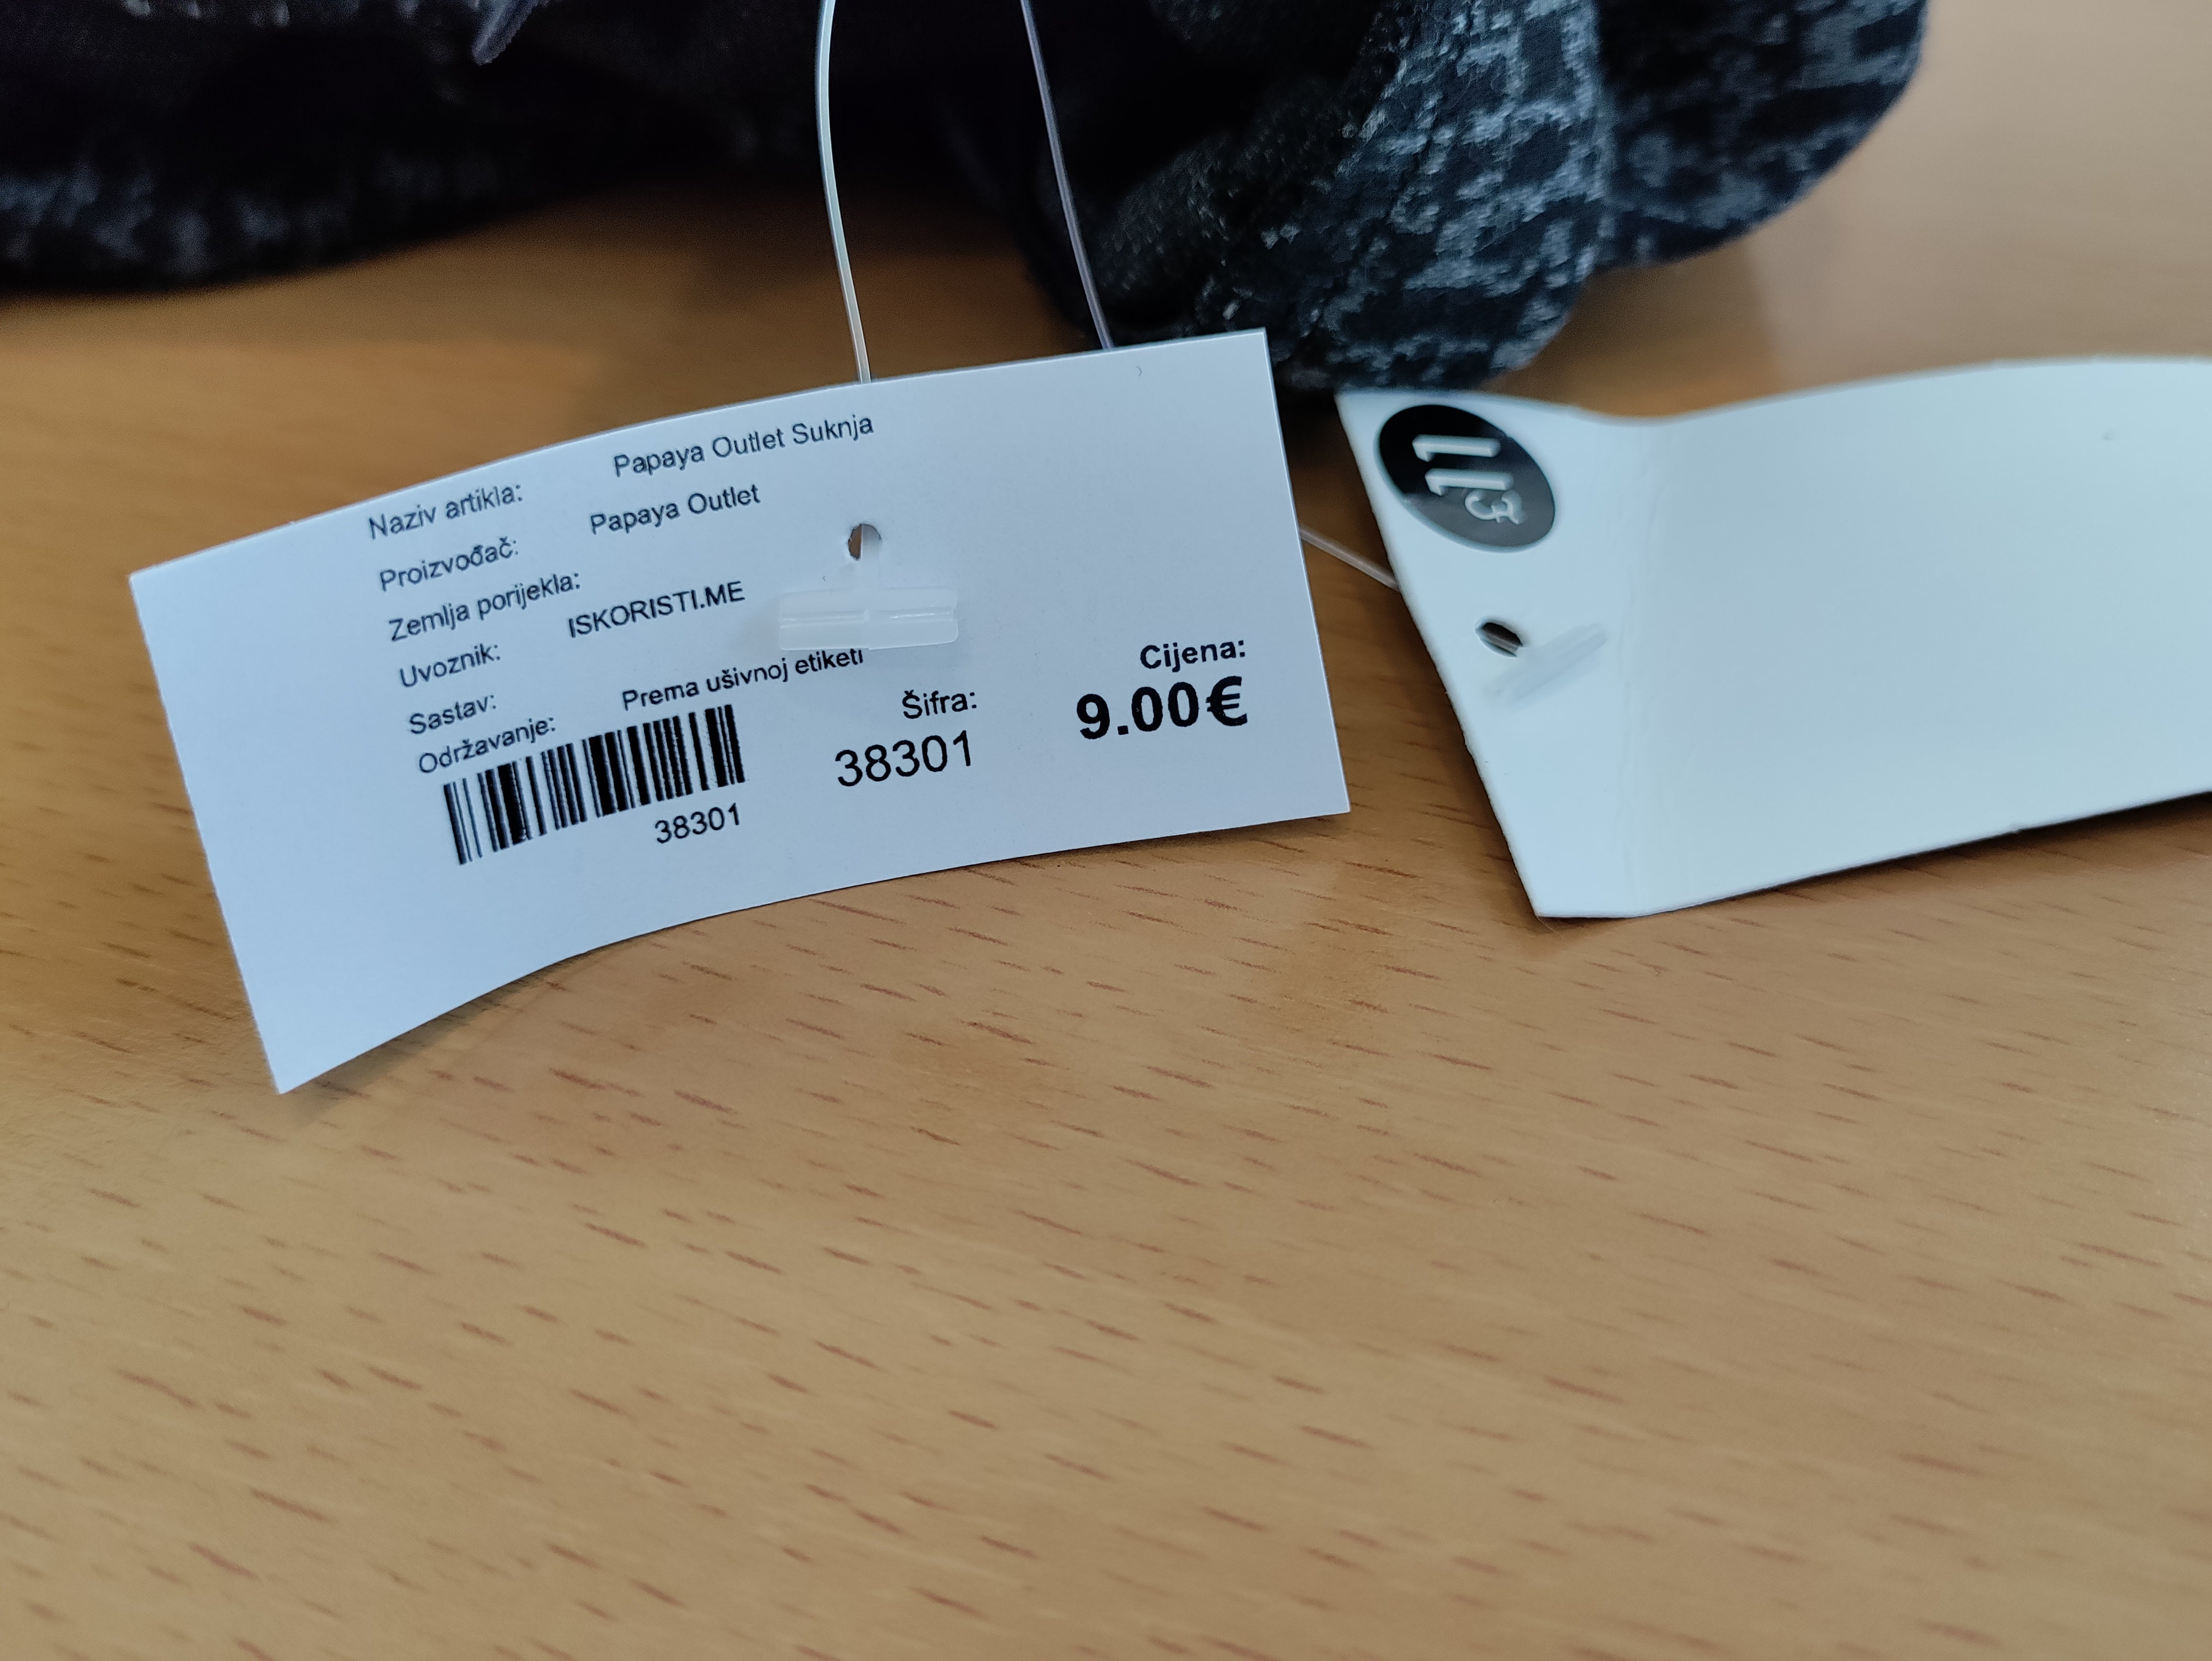 Naziv artikla: Papaya Outlet Suknja
Proizvođač: Papaya Outlet
Zemlja porijekla:
Uvoznik: ISKORISTI.ME
Sastav:
Održavanje: Prema ušivnoj etiketi
38301
Šifra:
38301
Cijena:
9.00€
£11